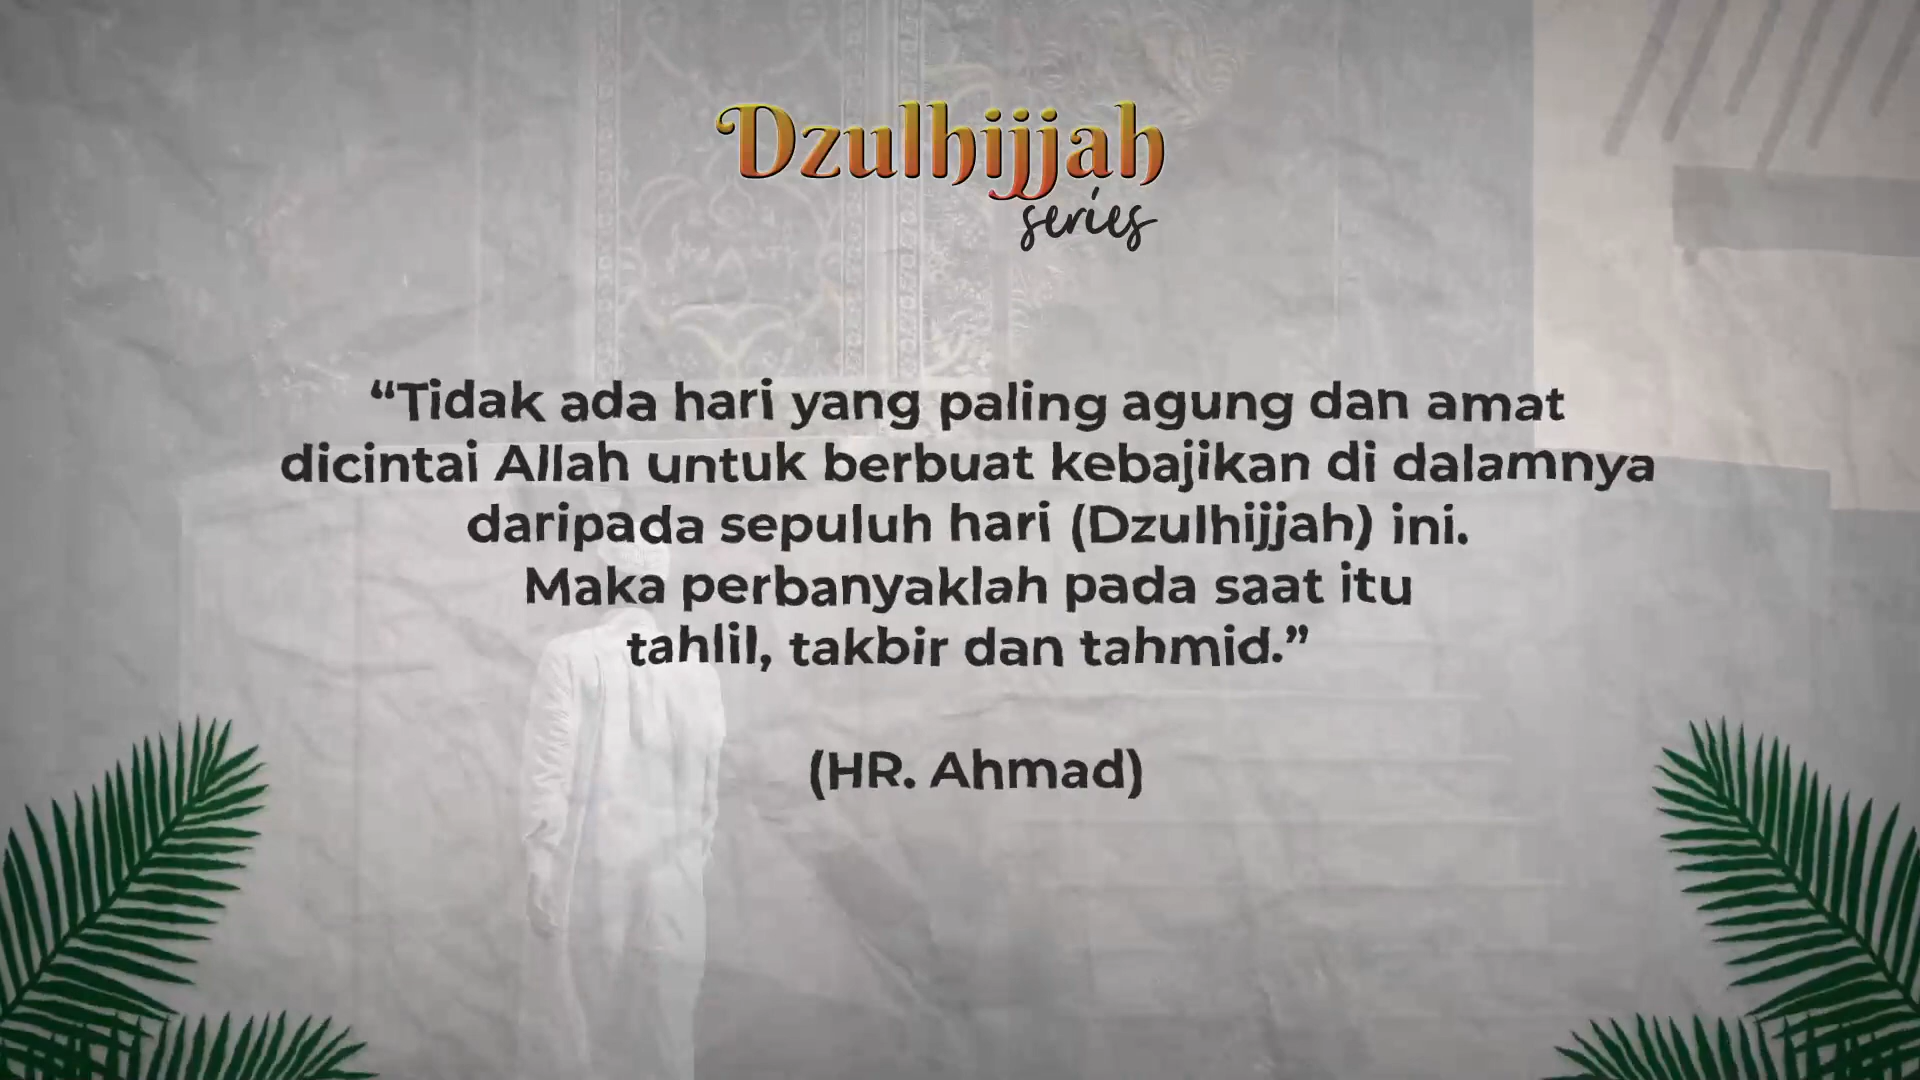 Dzulhijjah
series
“Tidak ada hari yang paling agung dan amat
dicintai Allah untuk berbuat kebajikan di dalamnya
daripada sepuluh hari (Dzulhijjah) ini.
Maka perbanyaklah pada saat itu
tahlil, takbir dan tahmid.”
(HR. Ahmad)